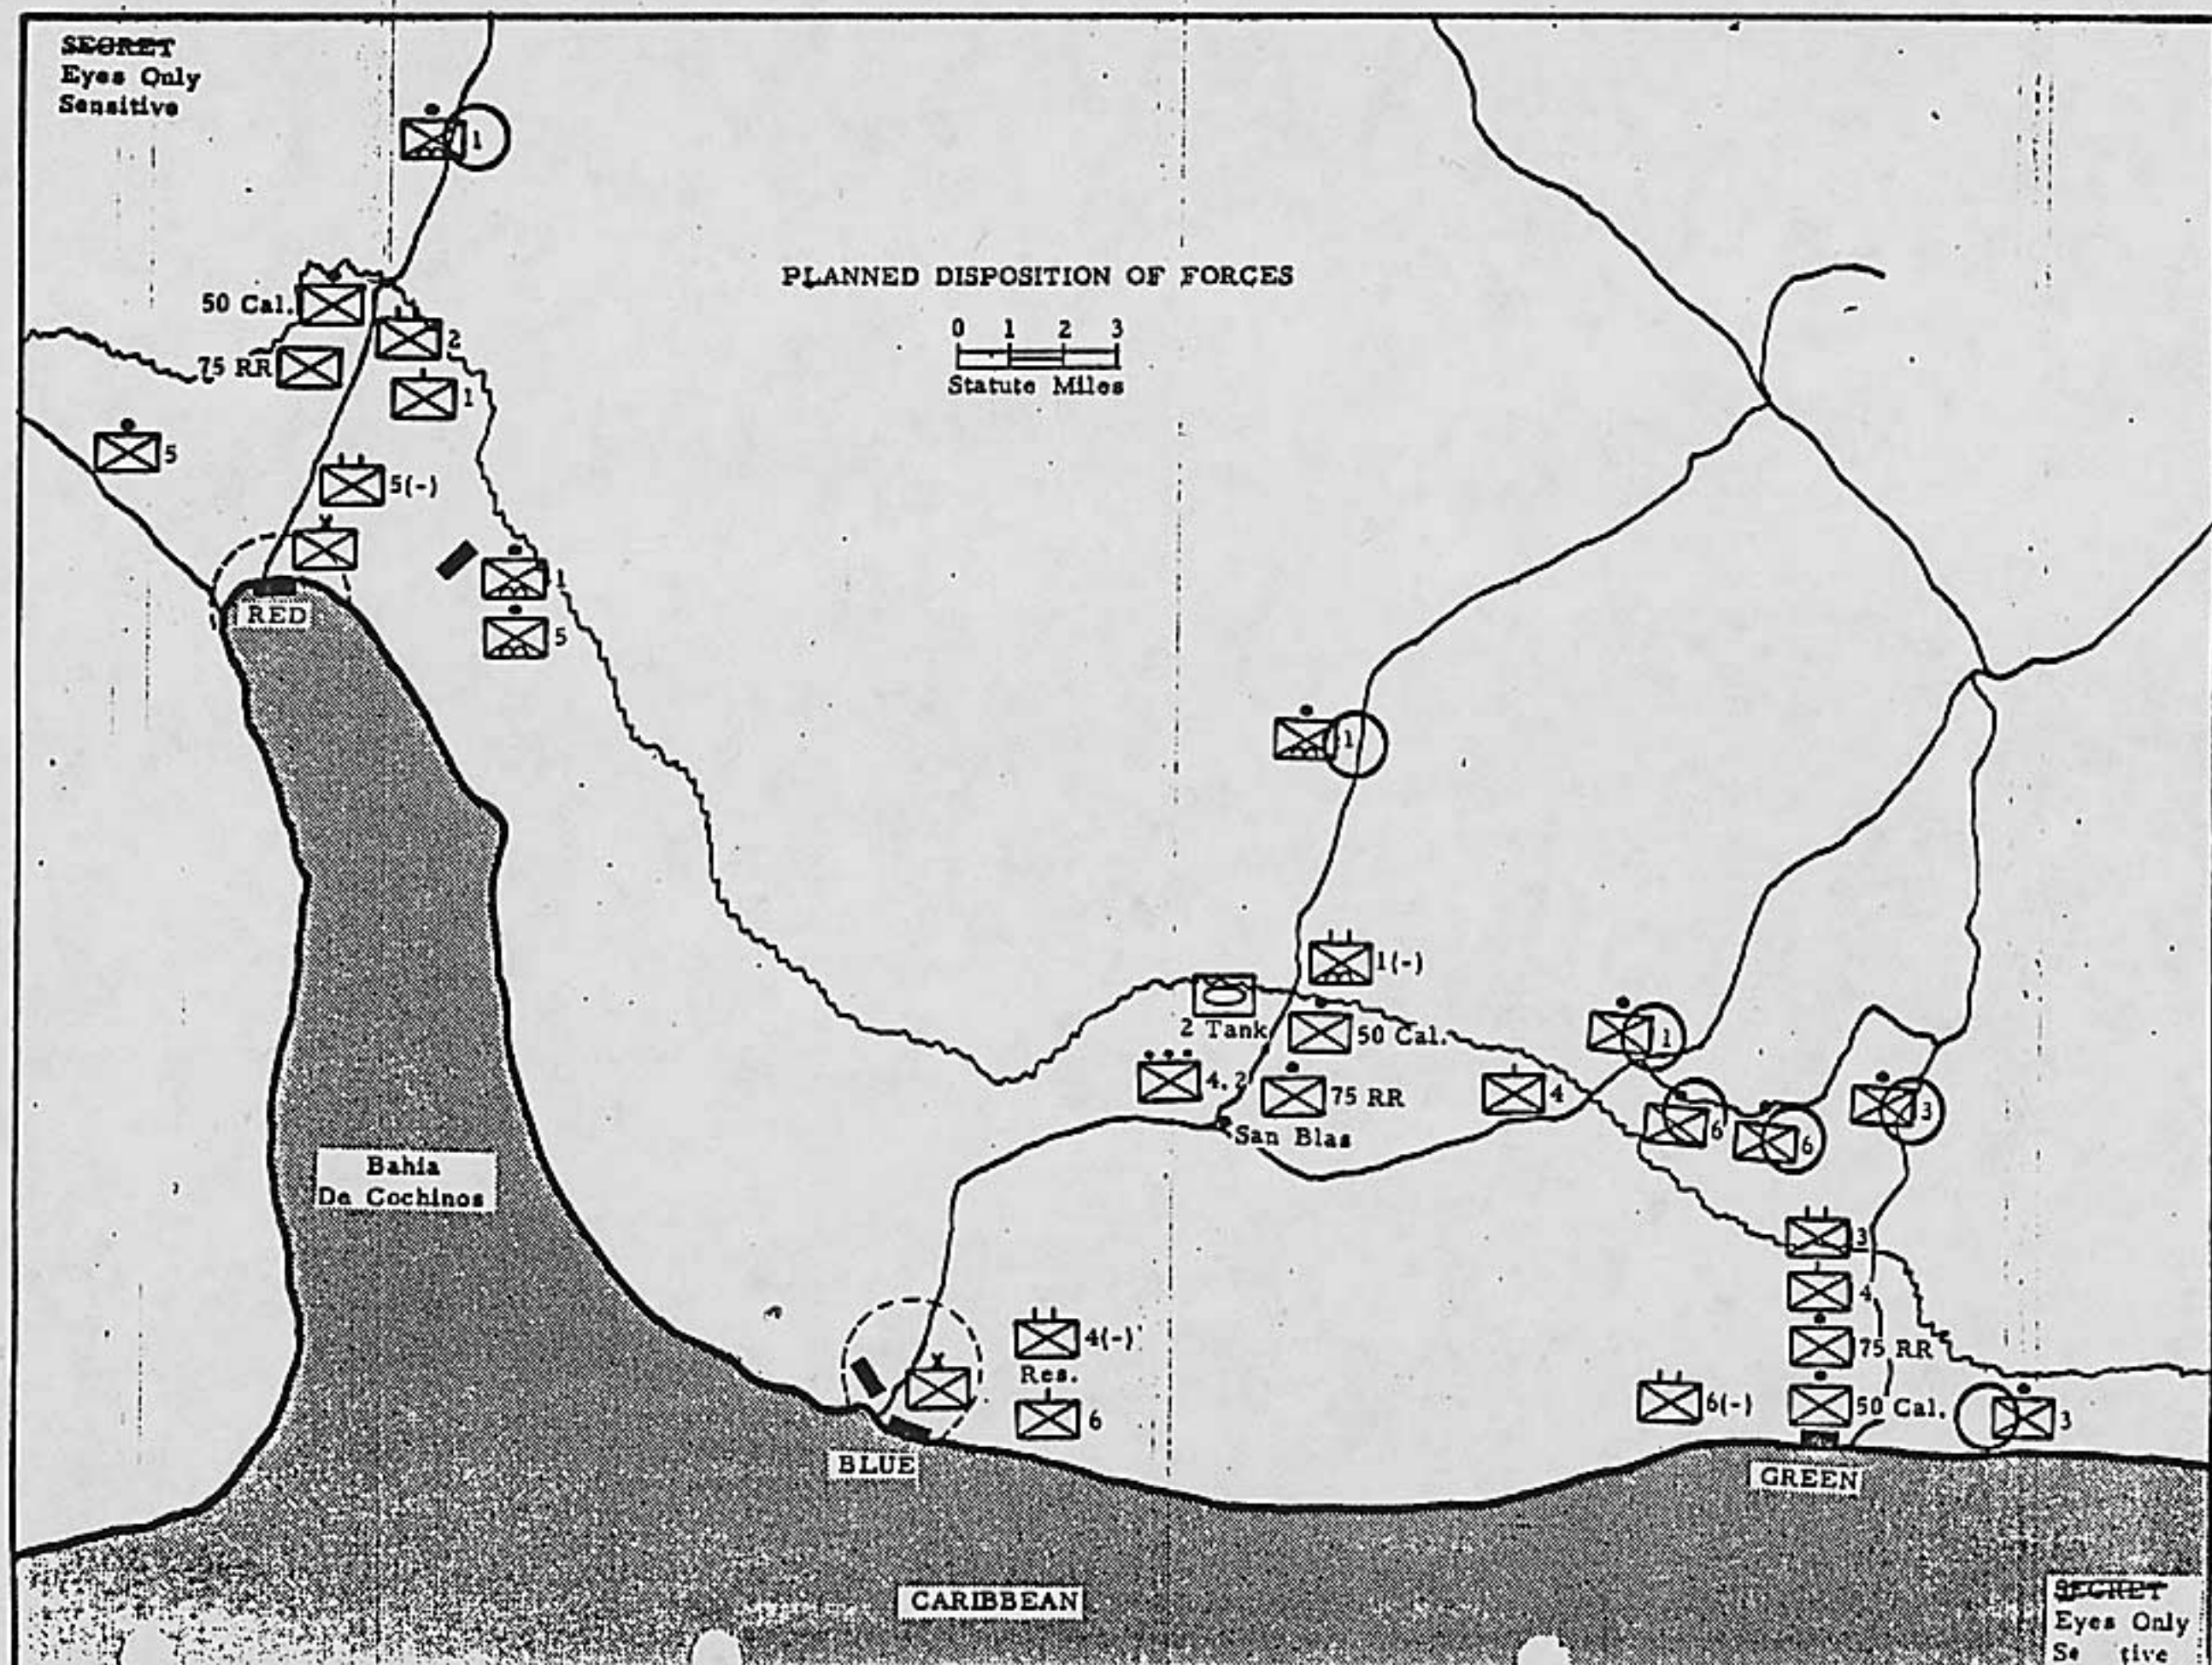 SECRET
Eyes Only
Sensitive
1
PLANNED DISPOSITION OF FORCES
0 1 2 3
Statute Miles
50 Cal.
2
75 RR
1
5
5(-)
RED
1
5
1
1(-)
2 Tank
50 Cal.
4.2
75 RR
San Blas
4
1
6
6
3
Bahia
De Cochinos
3
4
75 RR
4(-)
Res.
6
6(-)
50 Cal.
3
BLUE
GREEN
CARIBBEAN
SECRET
Eyes Only
Se tive